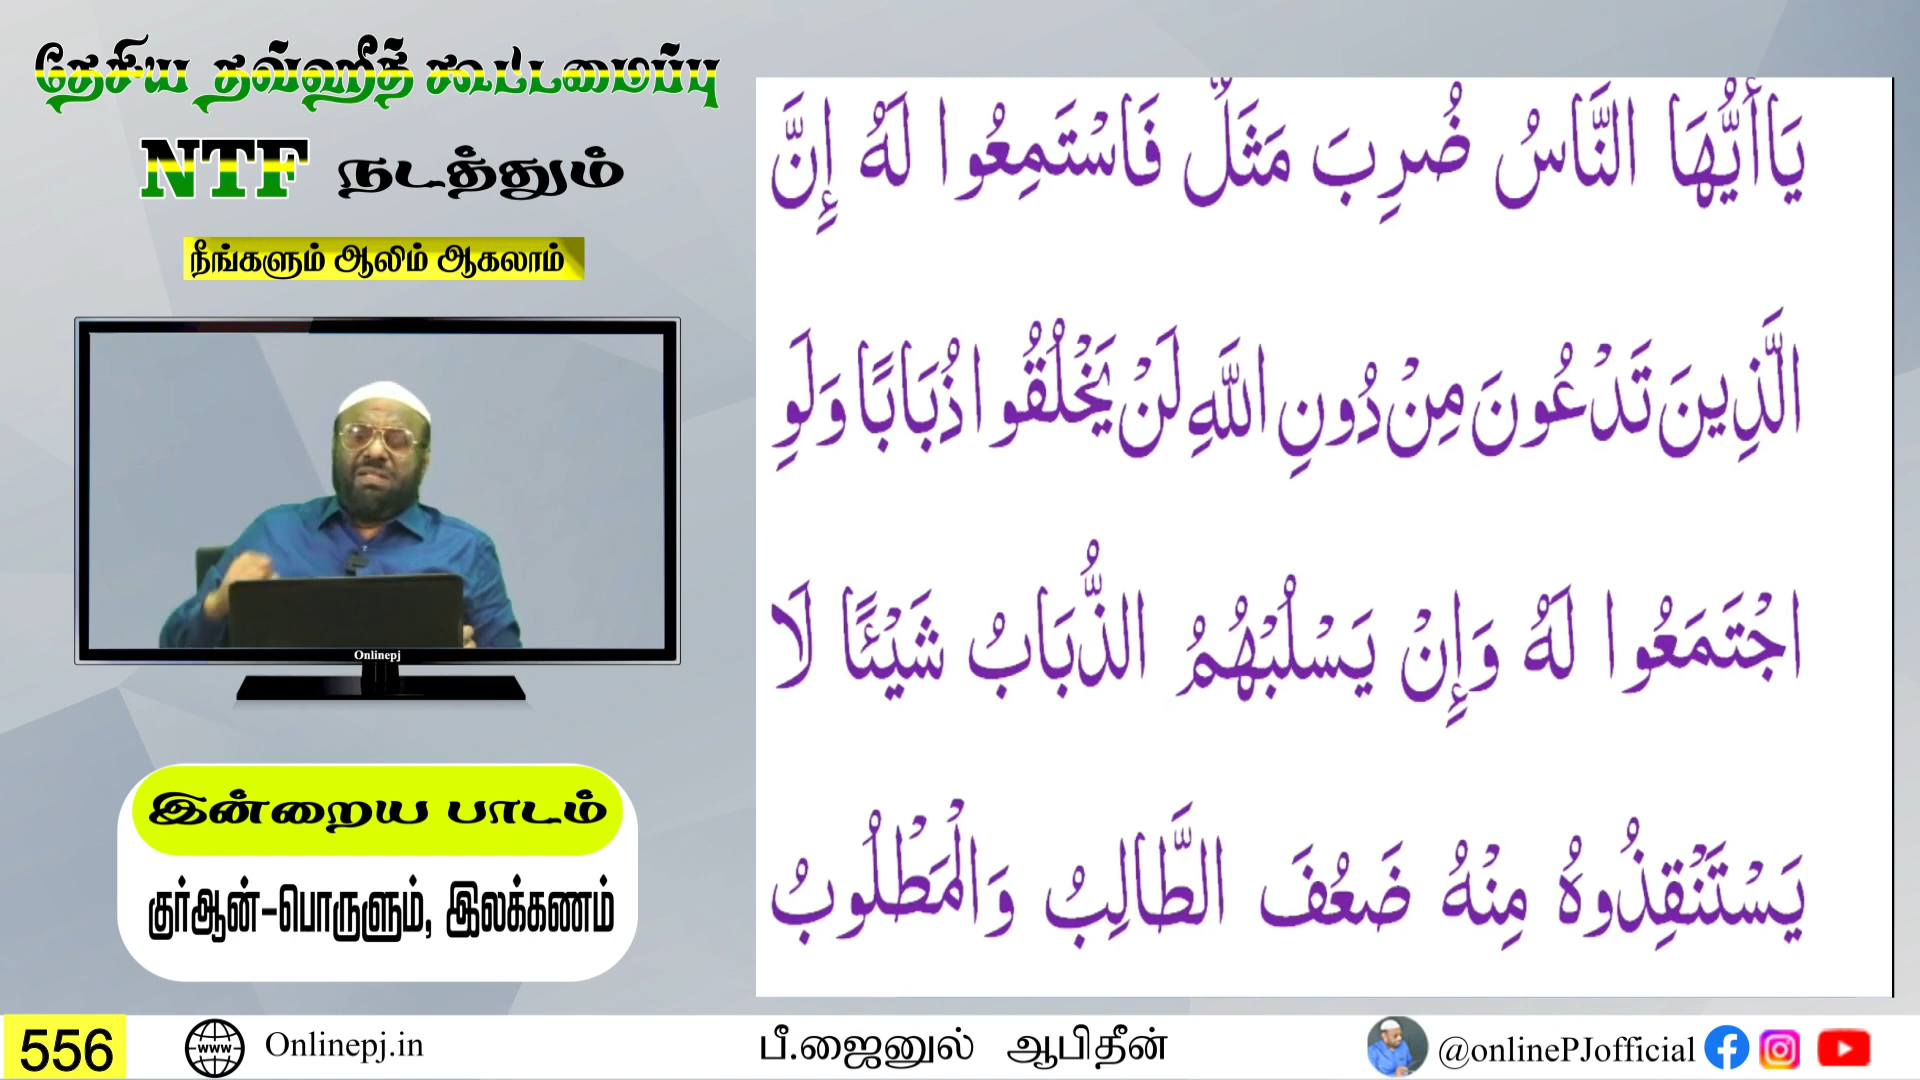 தேசிய தவ்ஹீத் கூட்டமைப்பு
NTF நடத்தும்
நீங்களும் ஆலிம் ஆகலாம்
Onlinepj
இன்றைய பாடம்
குர்ஆன்-பொருளும், இலக்கணம்
يَاأَيُّهَا النَّاسُ ضُرِبَ مَثَلٌ فَاسْتَمِعُوا لَهُ إِنَّ
الَّذِينَ تَدْعُونَ مِنْ دُونِ اللَّهِ لَنْ يَخْلُقُوا ذُبَابًا وَلَوِ
اجْتَمَعُوا لَهُ وَإِنْ يَسْلُبْهُمُ الذُّبَابُ شَيْئًا لَا
يَسْتَنْقِذُوهُ مِنْهُ ضَعُفَ الطَّالِبُ وَالْمَطْلُوبُ
556
www
Onlinepj.in
பீ.ஜைனுல் ஆபிதீன்
@onlinePJofficial